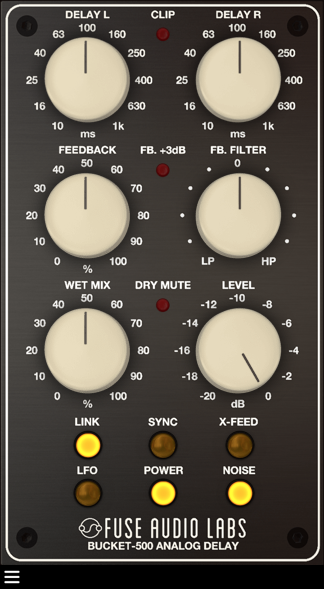 DELAY L CLIP DELAY R
63 100 160 63 100 160
40 250 40 250
25 400 25 400
16 630 16 630
10 1k 10 1k
ms ms
FEEDBACK FB. +3dB FB. FILTER
40 50 60 0
30 70
20 80
10 90
0 100 LP HP
%
WET MIX DRY MUTE LEVEL
40 50 60 -12 -10 -8
30 70 -14 -6
20 80 -16 -4
10 90 -18 -2
0 100 -20 0
% dB
LINK SYNC X-FEED
LFO POWER NOISE
FUSE AUDIO LABS
BUCKET-500 ANALOG DELAY